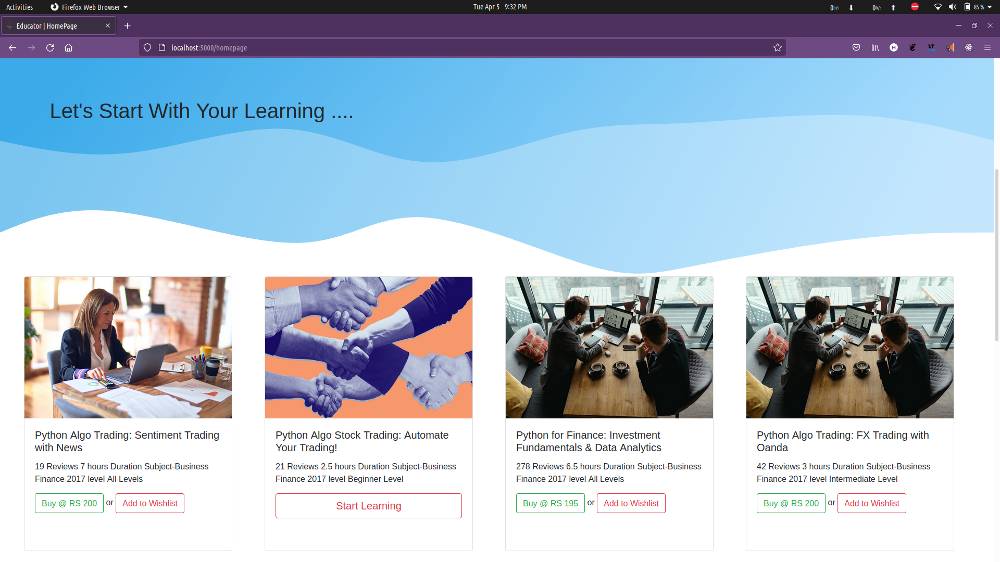 Activities Firefox Web Browser Tue Apr 5 9:32 PM 0b/s 0b/s 85 %
Educator | HomePage
localhost:5000/homepage
Let's Start With Your Learning ....
Python Algo Trading: Sentiment Trading
with News
19 Reviews 7 hours Duration Subject-Business
Finance 2017 level All Levels
Buy @ RS 200 or Add to Wishlist
Python Algo Stock Trading: Automate
Your Trading!
21 Reviews 2.5 hours Duration Subject-Business
Finance 2017 level Beginner Level
Start Learning
Python for Finance: Investment
Fundamentals & Data Analytics
278 Reviews 6.5 hours Duration Subject-Business
Finance 2017 level All Levels
Buy @ RS 195 or Add to Wishlist
Python Algo Trading: FX Trading with
Oanda
42 Reviews 3 hours Duration Subject-Business
Finance 2017 level Intermediate Level
Buy @ RS 200 or Add to Wishlist